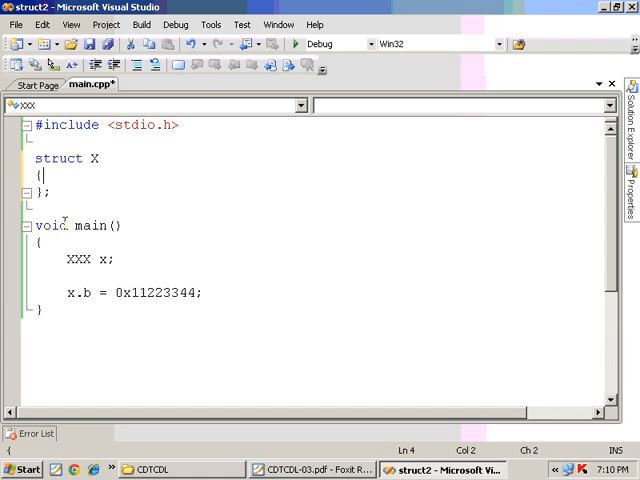 struct2 - Microsoft Visual Studio
File Edit View Project Build Debug Tools Window Help
Debug Win32
Start Page main.cpp*
XXX
#include <stdio.h>
struct X
{
};
void main()
{
XXX x;
x.b = 0x11223344;
}
Solution Explorer
Properties
Error List
{ Ln 4 Col 2 Ch 2 INS
Start CDTCDL CDTCDL-03.pdf - Foxit R... struct2 - Microsoft Vi... 7:10 PM